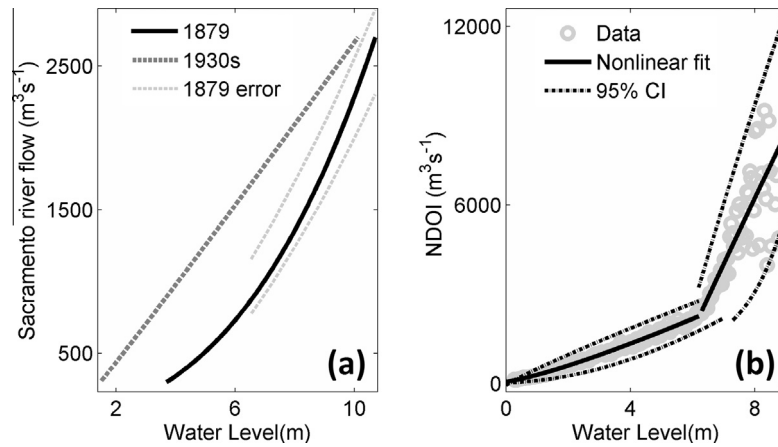 1879
1930s
1879 error
2500
1500
500
2
6
10
Sacramento river flow (m³s⁻¹)
Water Level(m)
(a)
Data
Nonlinear fit
95% CI
12000
6000
0
0
4
8
NDOI (m³s⁻¹)
Water Level(m)
(b)